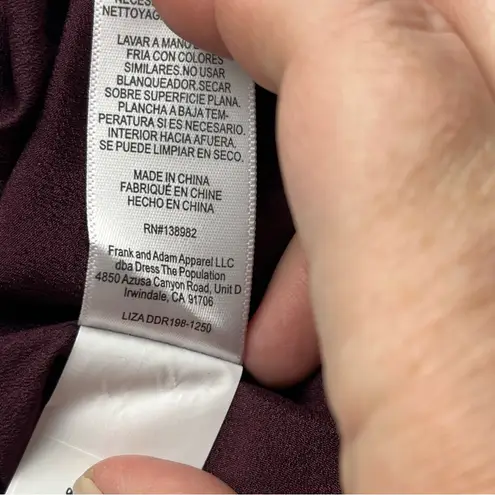 NETTOYAG
LAVAR A MANO
FRIA CON COLORES
SIMILARES.NO USAR
BLANQUEADOR.SECAR
SOBRE SUPERFICIE PLANA.
PLANCHA A BAJA TEM-
PERATURA SI ES NECESARIO.
INTERIOR HACIA AFUERA.
SE PUEDE LIMPIAR EN SECO.
MADE IN CHINA
FABRIQUÉ EN CHINE
HECHO EN CHINA
RN#138982
Frank and Adam Apparel LLC
dba Dress The Population
4850 Azusa Canyon Road, Unit D
Irwindale, CA 91706
LIZA DDR198-1250